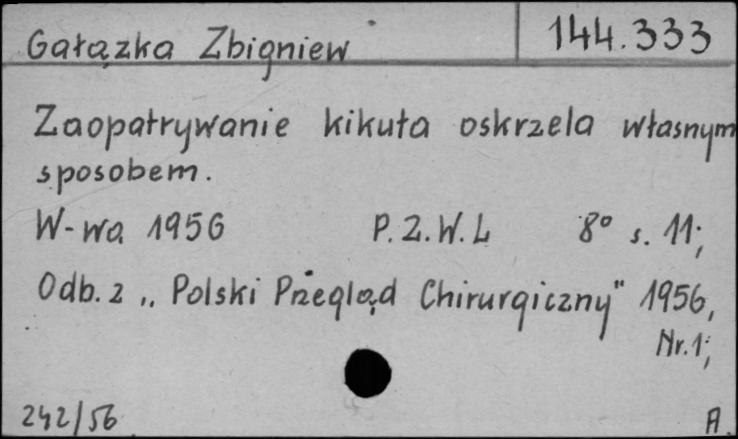 Gałązka Zbigniew 144.333
Zaopatrywanie kikuta oskrzela własnym
sposobem.
W-wa 1956 P.Z.W.L 8° s. 11;
Odb. z „Polski Przegląd Chirurgiczny" 1956,
Nr. 1;
242/56 A.